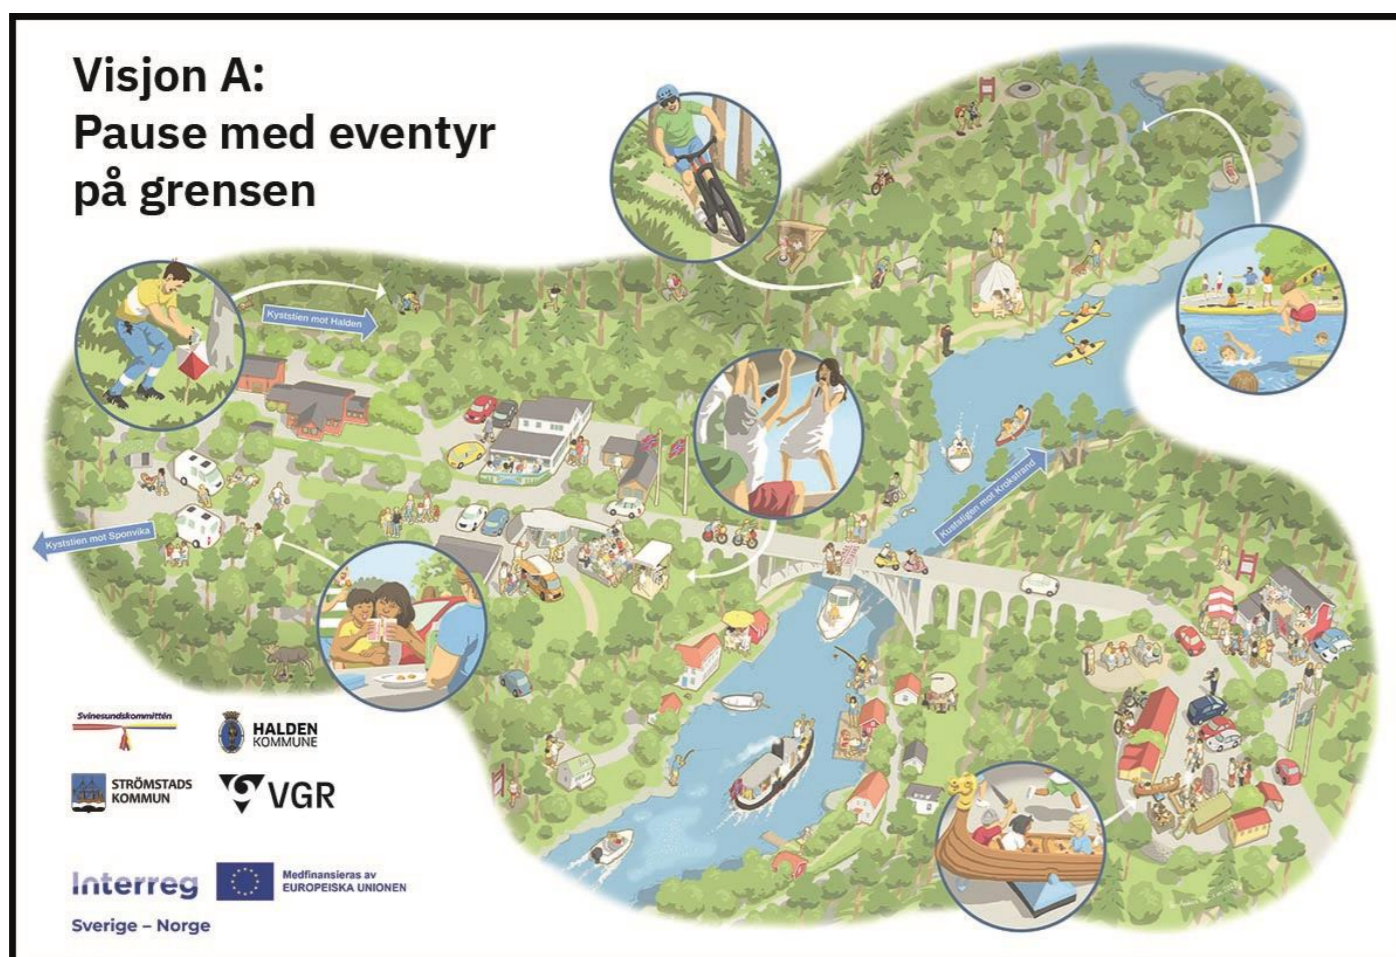 Visjon A:
Pause med eventyr
på grensen
Kyststien mot Halden
Kyststien mot Sponvika
Kuststigen mot Krokstrand
Svinesundskommittén
HALDEN
KOMMUNE
STRÖMSTADS
KOMMUN
VGR
Interreg
Medfinansieras av
EUROPEISKA UNIONEN
Sverige – Norge